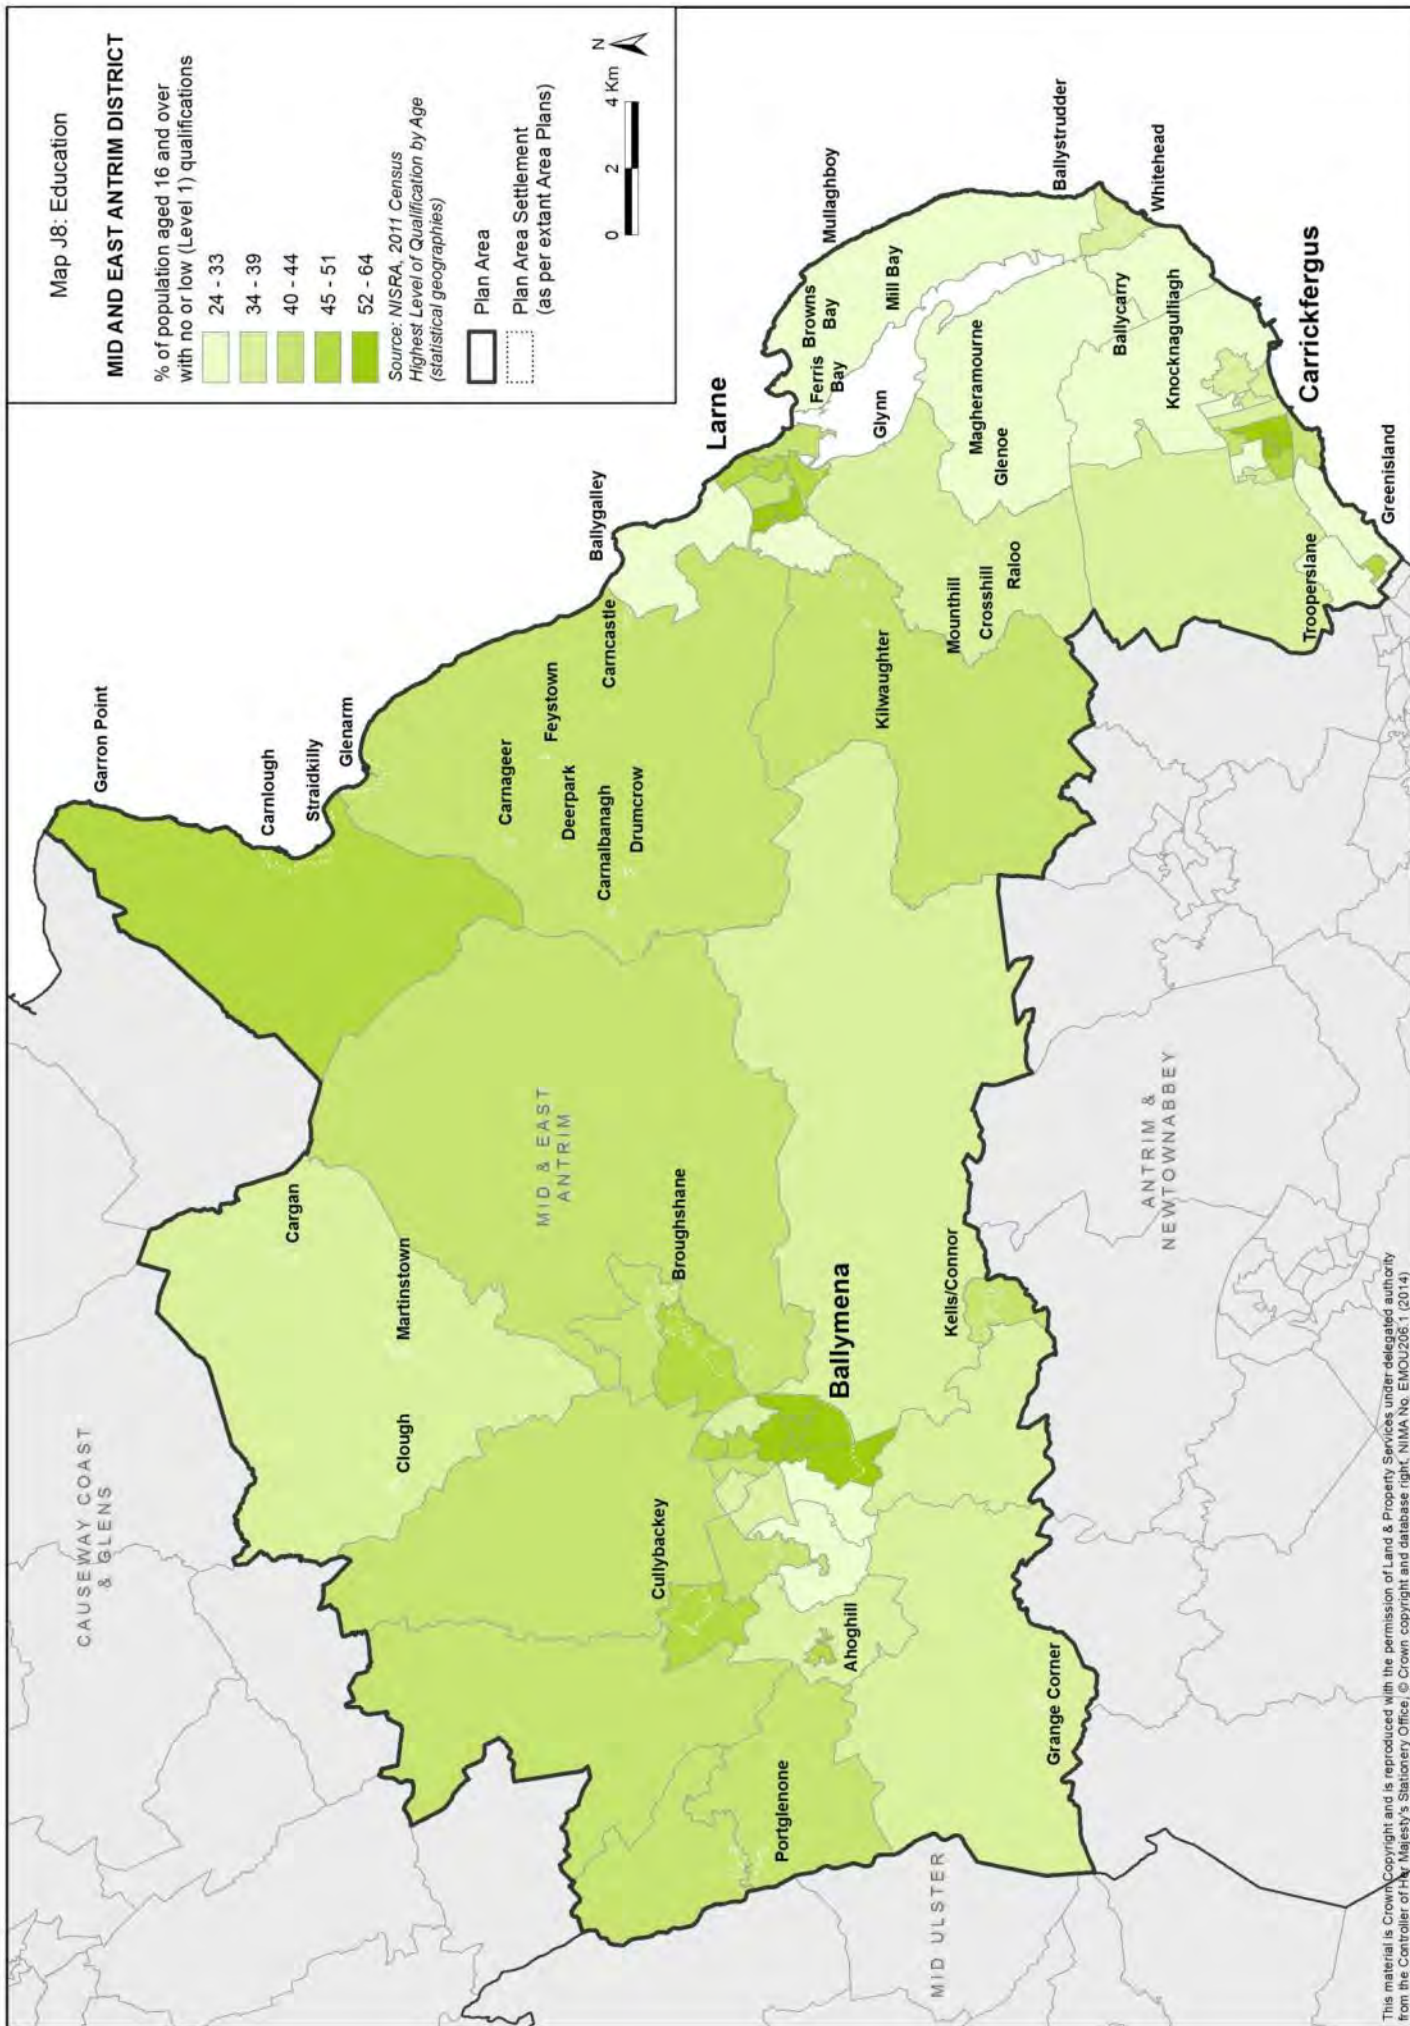 Map J8: Education
MID AND EAST ANTRIM DISTRICT
% of population aged 16 and over
with no or low (Level 1) qualifications
24 - 33
34 - 39
40 - 44
45 - 51
52 - 64
Source: NISRA, 2011 Census
Highest Level of Qualification by Age
(statistical geographies)
Plan Area
Plan Area Settlement
(as per extant Area Plans)
0 2 4 Km
N
CAUSEWAY COAST
& GLENS
Garron Point
Carnlough
Straidkilly
Glenarm
Cargan
Martinstown
Clough
Carnageer
Feystown
Deerpark
Carnalbanagh
Drumcrow
Carncastle
Ballygalley
MID & EAST
ANTRIM
Broughshane
Cullybackey
Larne
Portglenone
Ahoghill
Ballymena
Browns
Bay
Ferris
Bay
Mullaghboy
Mill Bay
Glynn
Kilwaughter
Kells/Connor
Mounthill
Crosshill
Raloo
Magheramourne
Glenoe
Grange Corner
MID ULSTER
Ballystrudder
Whitehead
Ballycarry
Knocknagulliagh
ANTRIM &
NEWTOWNABBEY
Carrickfergus
Trooperslane
Greenisland
This material is Crown Copyright and is reproduced with the permission of Land & Property Services under delegated authority
from the Controller of Her Majesty's Stationery Office, © Crown copyright and database right, NIMA No. EMOU206.1 (2014)